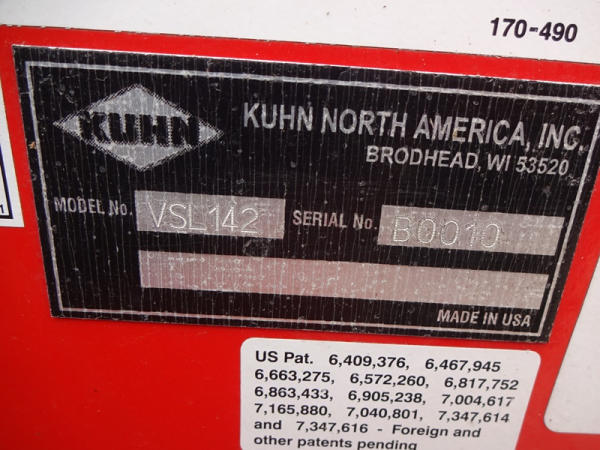 170-490
KUHN
KUHN NORTH AMERICA, INC.
BRODHEAD, WI 53520
MODEL No. VSL142 SERIAL No. B0010
MADE IN USA
1
US Pat. 6,409,376, 6,467,945
6,663,275, 6,572,260, 6,817,752
6,863,433, 6,905,238, 7,004,617
7,165,880, 7,040,801, 7,347,614
and 7,347,616 - Foreign and
other patents pending